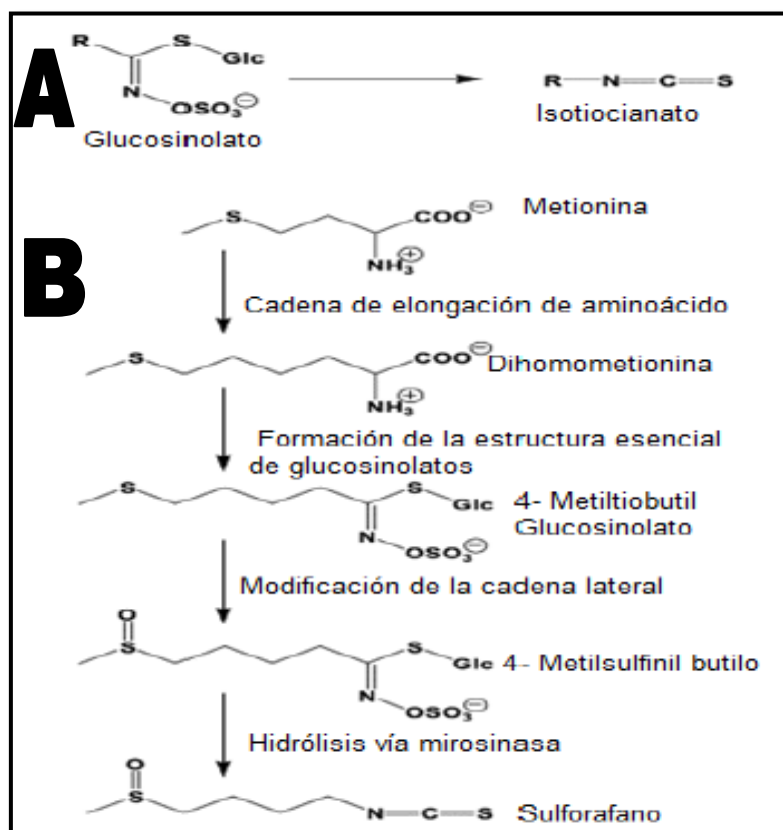 A
R S Glc
N
OSO₃⊖
Glucosinolato
R N C S
Isotiocianato
B
S COO⊖ Metionina
NH₃⊕
Cadena de elongación de aminoácido
S COO⊖ Dihomometionina
NH₃⊕
Formación de la estructura esencial
de glucosinolatos
S S Glc 4- Metiltiobutil
Glucosinolato
N
OSO₃⊖
Modificación de la cadena lateral
O
S S Glc 4- Metilsulfinil butilo
N
OSO₃⊖
Hidrólisis vía mirosinasa
O
S N C S Sulforafano